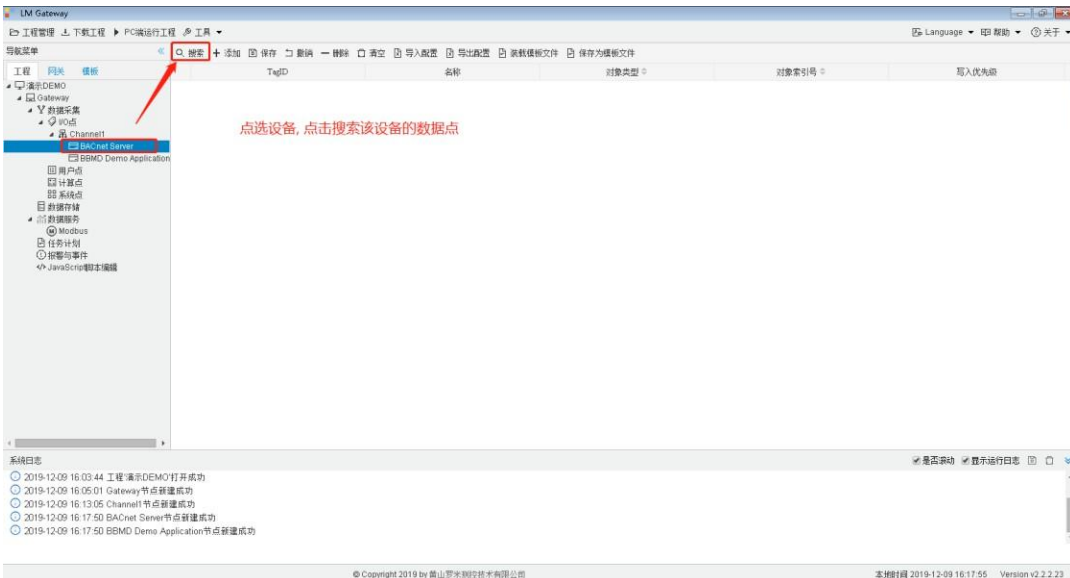 LM Gateway
工程管理 下载工程 PC端运行工程 工具 Language 帮助 关于
导航菜单 搜索 添加 保存 撤销 删除 清空 导入配置 导出配置 装载模板文件 保存为模板文件
工程 网关 模板 TagID 名称 对象类型 对象索引号 写入优先级
演示DEMO
Gateway
数据采集
I/O点
Channel1
点选设备, 点击搜索该设备的数据点
BACnet Server
BBMD Demo Application
用户点
计算点
系统点
数据存储
数据服务
Modbus
任务计划
报警与事件
JavaScript脚本编辑
系统日志 是否滚动 显示运行日志
2019-12-09 16:03:44 工程'演示DEMO'打开成功
2019-12-09 16:05:01 Gateway节点新建成功
2019-12-09 16:13:05 Channel1节点新建成功
2019-12-09 16:17:50 BACnet Server节点新建成功
2019-12-09 16:17:50 BBMD Demo Application节点新建成功
© Copyright 2019 by 黄山罗米测控技术有限公司 本地时间 2019-12-09 16:17:55 Version v2.2.2.23